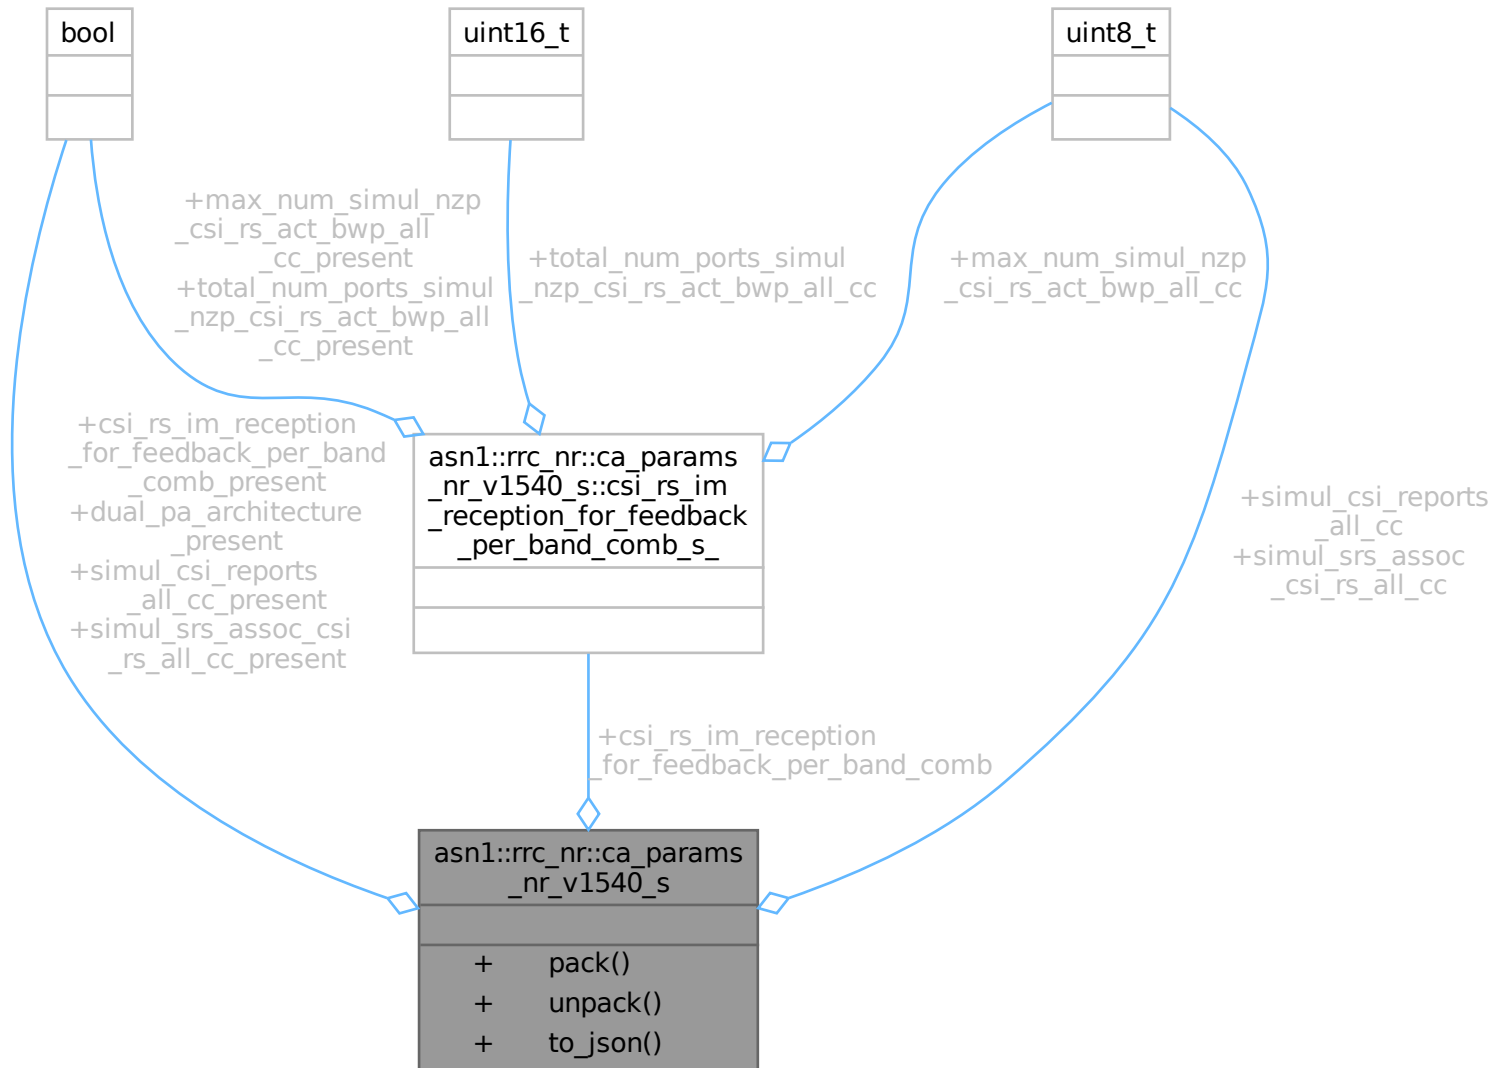 bool
uint16_t
uint8_t
+max_num_simul_nzp
_csi_rs_act_bwp_all
_cc_present
+total_num_ports_simul
_nzp_csi_rs_act_bwp_all
_cc_present
+total_num_ports_simul
_nzp_csi_rs_act_bwp_all_cc
+max_num_simul_nzp
_csi_rs_act_bwp_all_cc
+csi_rs_im_reception
_for_feedback_per_band
_comb_present
+dual_pa_architecture
_present
+simul_csi_reports
_all_cc_present
+simul_srs_assoc_csi
_rs_all_cc_present
asn1::rrc_nr::ca_params
_nr_v1540_s::csi_rs_im
_reception_for_feedback
_per_band_comb_s_
+simul_csi_reports
_all_cc
+simul_srs_assoc
_csi_rs_all_cc
+csi_rs_im_reception
_for_feedback_per_band_comb
asn1::rrc_nr::ca_params
_nr_v1540_s
+ pack()
+ unpack()
+ to_json()